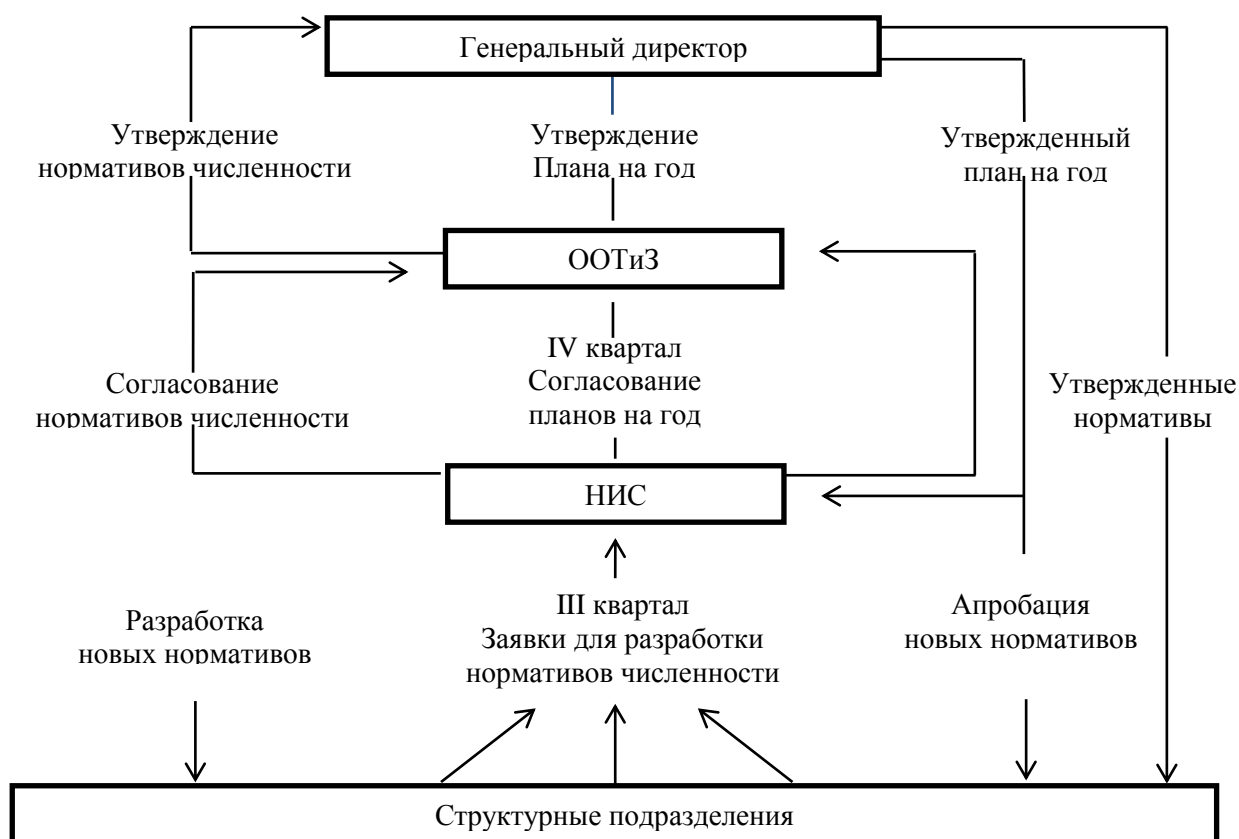 Генеральный директор
Утверждение
нормативов численности
Утверждение
Плана на год
Утвержденный
план на год
ООТиЗ
Согласование
нормативов численности
IV квартал
Согласование
планов на год
Утвержденные
нормативы
НИС
Разработка
новых нормативов
III квартал
Заявки для разработки
нормативов численности
Апробация
новых нормативов
Структурные подразделения